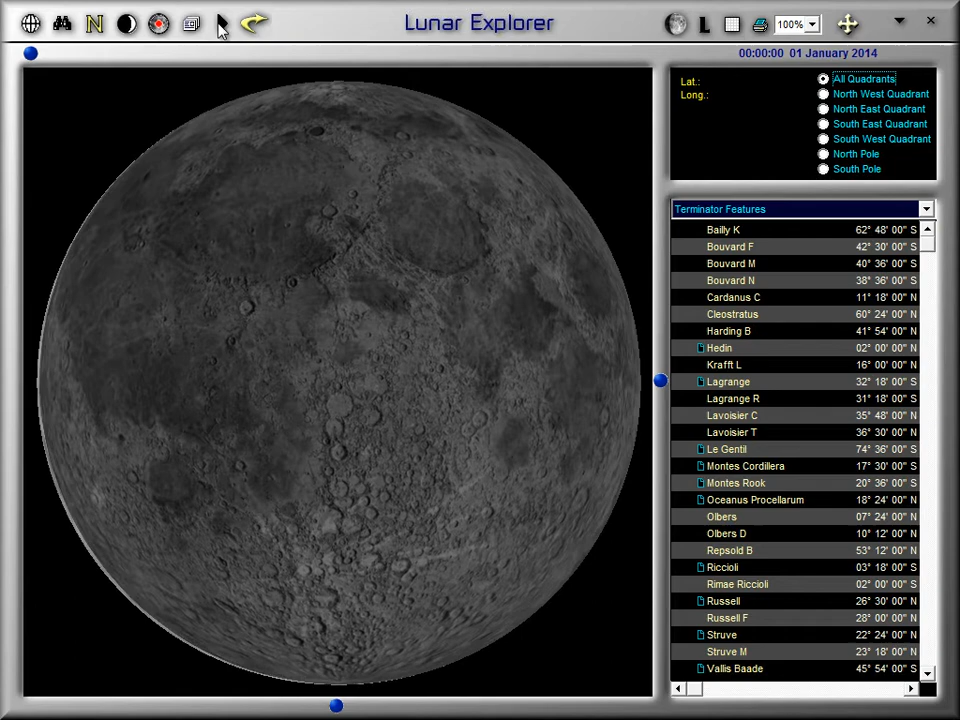 Lunar Explorer
N
L
100%
00:00:00 01 January 2014
Lat.:
Long.:
All Quadrants
North West Quadrant
North East Quadrant
South East Quadrant
South West Quadrant
North Pole
South Pole
Terminator Features
Bailly K 62° 48' 00" S
Bouvard F 42° 30' 00" S
Bouvard M 40° 36' 00" S
Bouvard N 38° 36' 00" S
Cardanus C 11° 18' 00" N
Cleostratus 60° 24' 00" N
Harding B 41° 54' 00" N
Hedin 02° 00' 00" N
Krafft L 16° 00' 00" N
Lagrange 32° 18' 00" S
Lagrange R 31° 18' 00" S
Lavoisier C 35° 48' 00" N
Lavoisier T 36° 30' 00" N
Le Gentil 74° 36' 00" S
Montes Cordillera 17° 30' 00" S
Montes Rook 20° 36' 00" S
Oceanus Procellarum 18° 24' 00" N
Olbers 07° 24' 00" N
Olbers D 10° 12' 00" N
Repsold B 53° 12' 00" N
Riccioli 03° 18' 00" S
Rimae Riccioli 02° 00' 00" N
Russell 26° 30' 00" N
Russell F 28° 00' 00" N
Struve 22° 24' 00" N
Struve M 23° 18' 00" N
Vallis Baade 45° 54' 00" S